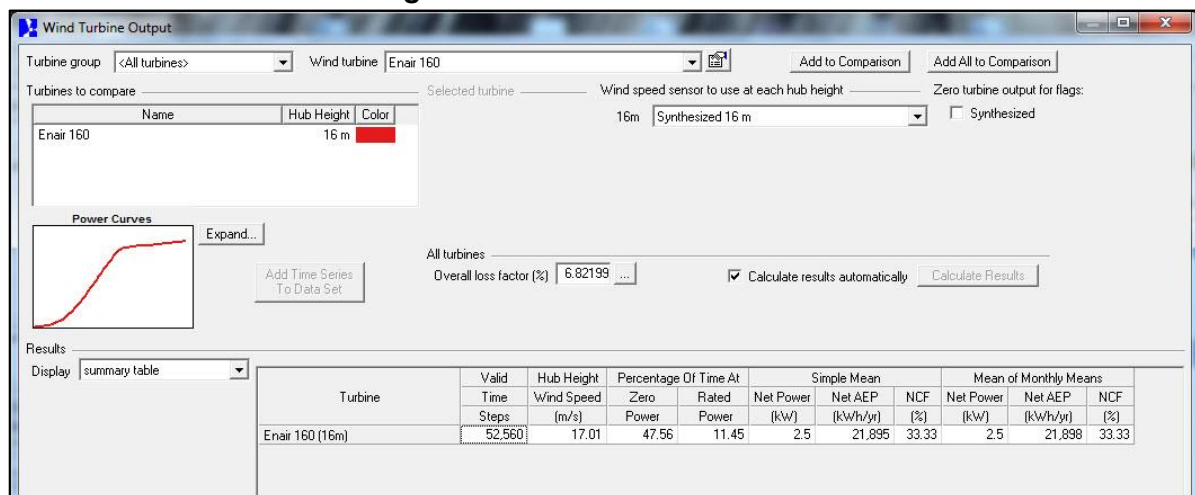 Wind Turbine Output
Turbine group <All turbines> Wind turbine Enair 160 Add to Comparison Add All to Comparison
Turbines to compare Selected turbine Wind speed sensor to use at each hub height Zero turbine output for flags:
Name Hub Height Color 16m Synthesized 16 m Synthesized
Enair 160 16 m
Power Curves
Expand...
Add Time Series
To Data Set
All turbines
Overall loss factor (%) 6.82199 ... Calculate results automatically Calculate Results
Results
Display summary table
Valid Hub Height Percentage Of Time At Simple Mean Mean of Monthly Means
Turbine Time Wind Speed Zero Rated Net Power Net AEP NCF Net Power Net AEP NCF
Steps (m/s) Power Power (kW) (kWh/yr) (%) (kW) (kWh/yr) (%)
Enair 160 (16m) 52,560 17.01 47.56 11.45 2.5 21,895 33.33 2.5 21,898 33.33